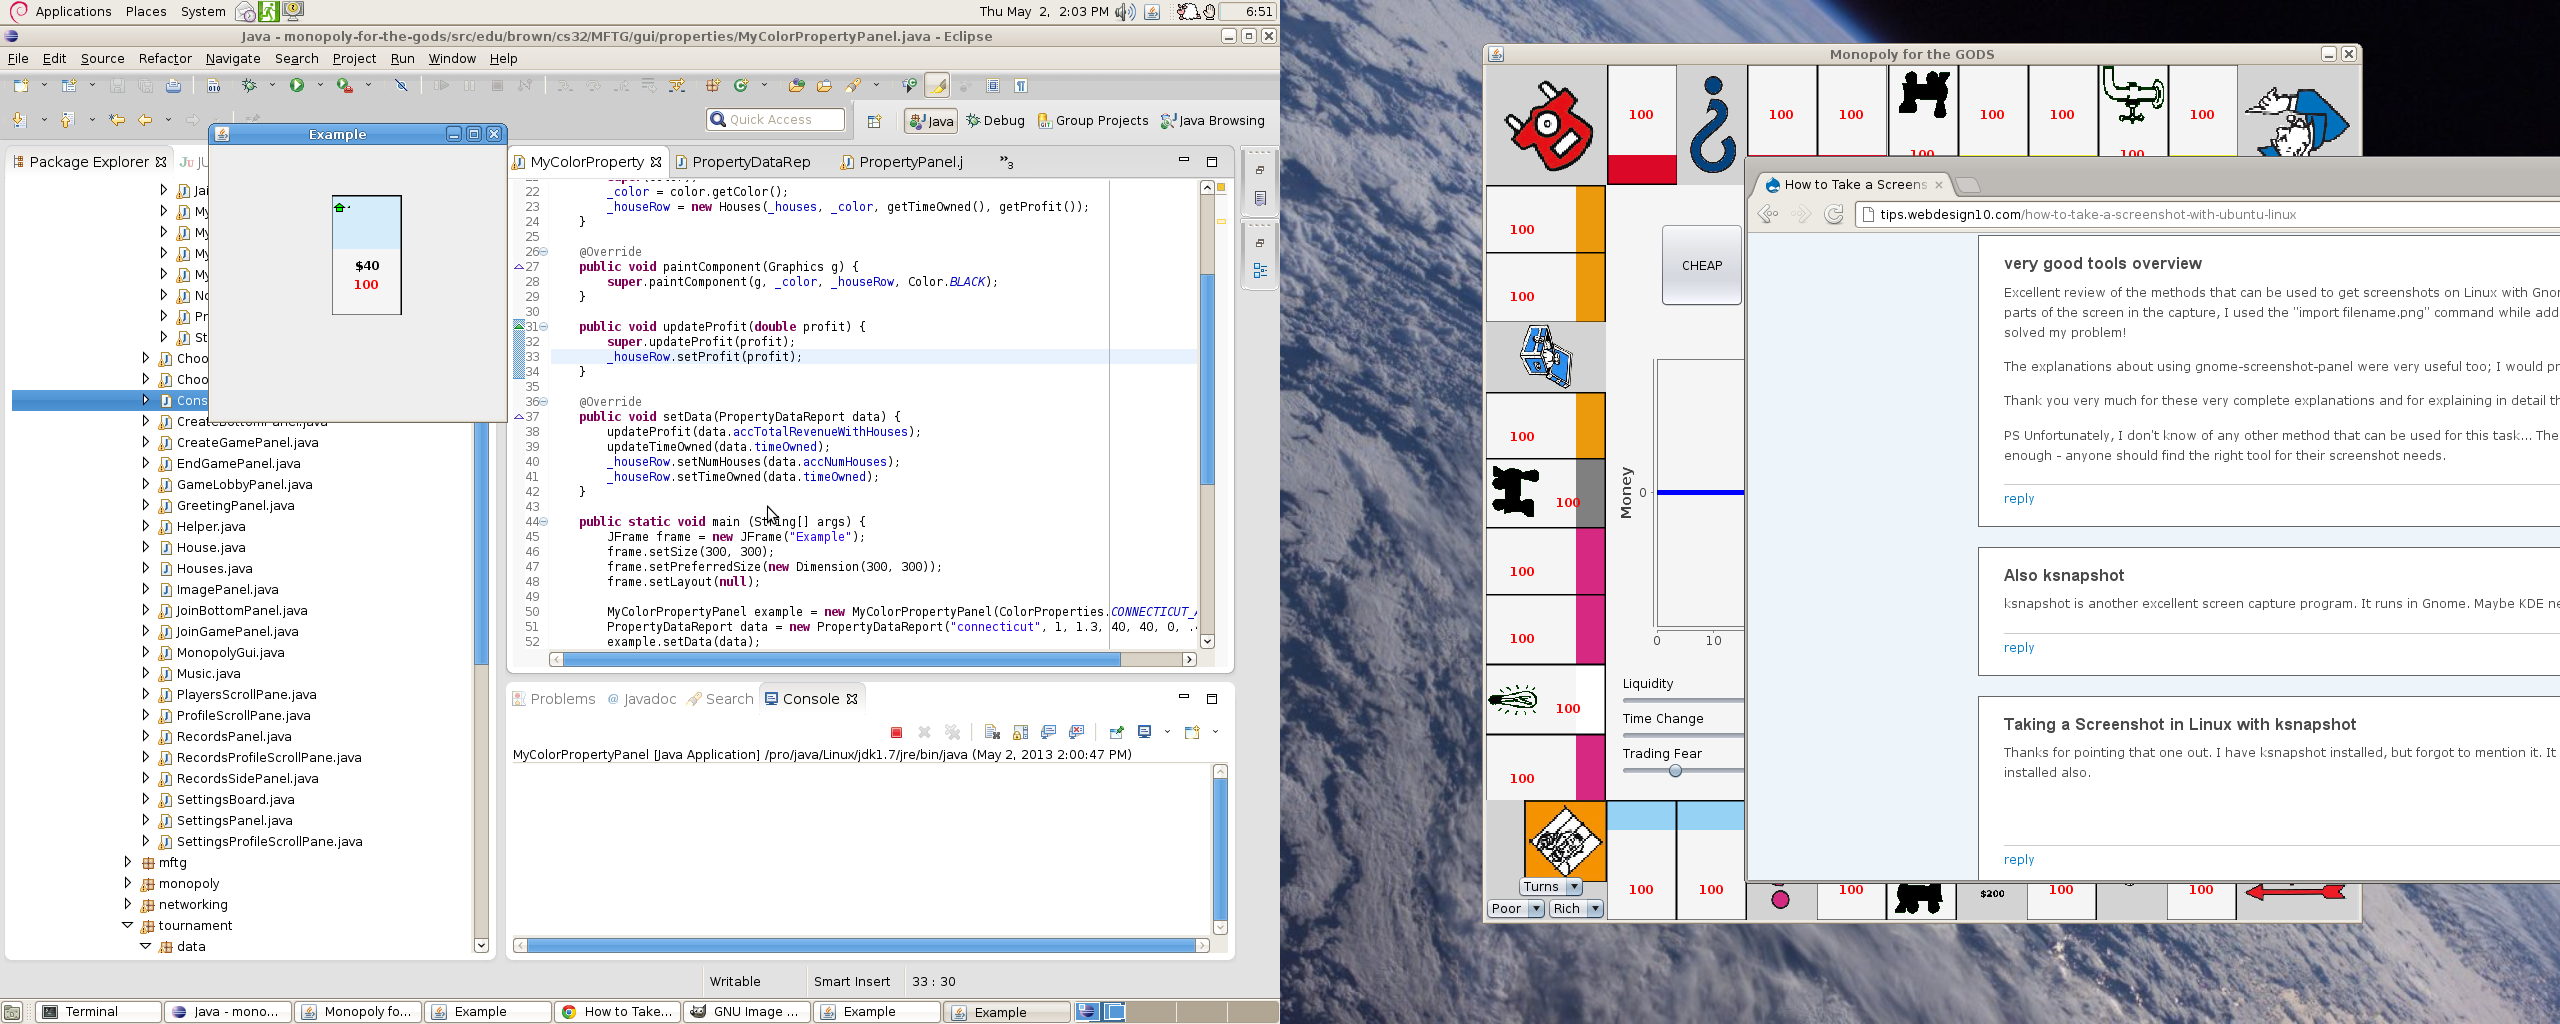 Applications Places System
Thu May 2, 2:03 PM
6:51
Java - monopoly-for-the-gods/src/edu/brown/cs32/MFTG/gui/properties/MyColorPropertyPanel.java - Eclipse
File Edit Source Refactor Navigate Search Project Run Window Help
Quick Access
Java Debug Group Projects Java Browsing
Example
$40
100
Package Explorer
Ju
Jai
My
My
My
My
No
Pr
St
Choo
Choo
Cons
CreateBottomPanel.java
CreateGamePanel.java
EndGamePanel.java
GameLobbyPanel.java
GreetingPanel.java
Helper.java
House.java
Houses.java
ImagePanel.java
JoinBottomPanel.java
JoinGamePanel.java
MonopolyGui.java
Music.java
PlayersScrollPane.java
ProfileScrollPane.java
RecordsPanel.java
RecordsProfileScrollPane.java
RecordsSidePanel.java
SettingsBoard.java
SettingsPanel.java
SettingsProfileScrollPane.java
mftg
monopoly
networking
tournament
data
MyColorProperty PropertyDataRep PropertyPanel.j »3
22 _color = color.getColor();
23 _houseRow = new Houses(_houses, _color, getTimeOwned(), getProfit());
24 }
25
26 @Override
27 public void paintComponent(Graphics g) {
28 super.paintComponent(g, _color, _houseRow, Color.BLACK);
29 }
30
31 public void updateProfit(double profit) {
32 super.updateProfit(profit);
33 _houseRow.setProfit(profit);
34 }
35
36 @Override
37 public void setData(PropertyDataReport data) {
38 updateProfit(data.accTotalRevenueWithHouses);
39 updateTimeOwned(data.timeOwned);
40 _houseRow.setNumHouses(data.accNumHouses);
41 _houseRow.setTimeOwned(data.timeOwned);
42 }
43
44 public static void main (String[] args) {
45 JFrame frame = new JFrame("Example");
46 frame.setSize(300, 300);
47 frame.setPreferredSize(new Dimension(300, 300));
48 frame.setLayout(null);
49
50 MyColorPropertyPanel example = new MyColorPropertyPanel(ColorProperties.CONNECTICUT_
51 PropertyDataReport data = new PropertyDataReport("connecticut", 1, 1.3, 40, 40, 0, .
52 example.setData(data);
Problems @ Javadoc Search Console
MyColorPropertyPanel [Java Application] /pro/java/Linux/jdk1.7/jre/bin/java (May 2, 2013 2:00:47 PM)
Writable Smart Insert 33 : 30
Terminal Java - mono... Monopoly fo... Example How to Take... GNU Image ... Example Example
Monopoly for the GODS
100 100 100 100 100 100 100 100
100
100
100
100
100
100
100
100
CHEAP
Money
0
0 10
Liquidity
Time Change
Trading Fear
Turns
Poor Rich
100 100 100 $200 100 100
How to Take a Screens
tips.webdesign10.com/how-to-take-a-screenshot-with-ubuntu-linux
very good tools overview
Excellent review of the methods that can be used to get screenshots on Linux with Gno
parts of the screen in the capture, I used the "import filename.png" command while add
solved my problem!
The explanations about using gnome-screenshot-panel were very useful too; I would pr
Thank you very much for these very complete explanations and for explaining in detail th
PS Unfortunately, I don't know of any other method that can be used for this task... The
enough - anyone should find the right tool for their screenshot needs.
reply
Also ksnapshot
ksnapshot is another excellent screen capture program. It runs in Gnome. Maybe KDE ne
reply
Taking a Screenshot in Linux with ksnapshot
Thanks for pointing that one out. I have ksnapshot installed, but forgot to mention it. It
installed also.
reply